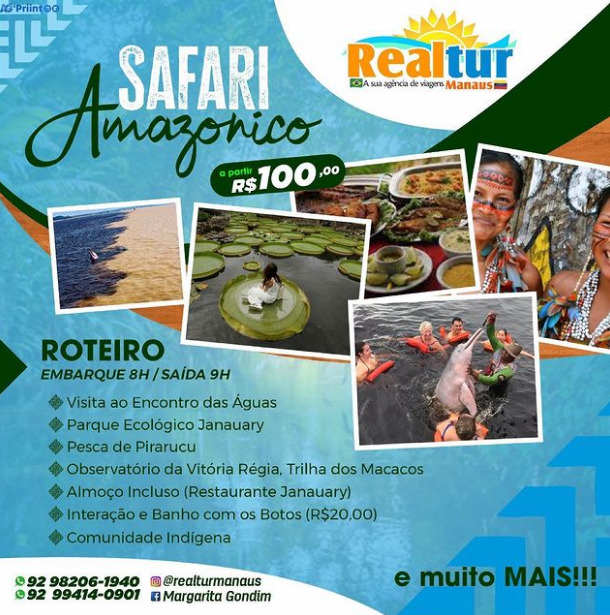 AG Priint
SAFARI
Amazonico
Realtur
A sua agência de viagens Manaus
a partir
R$100,00
ROTEIRO
EMBARQUE 8H / SAÍDA 9H
Visita ao Encontro das Águas
Parque Ecológico Janauary
Pesca de Pirarucu
Observatório da Vitória Régia, Trilha dos Macacos
Almoço Incluso (Restaurante Janauary)
Interação e Banho com os Botos (R$20,00)
Comunidade Indígena
92 98206-1940 @realturmanaus
92 99414-0901 Margarita Gondim
e muito MAIS!!!